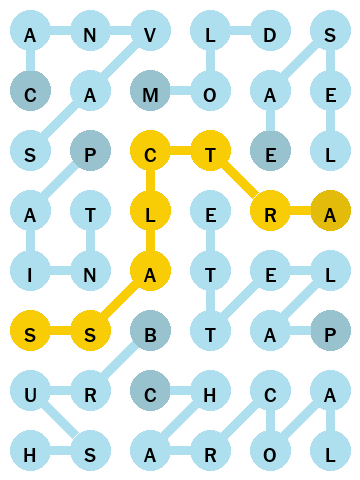 A N V L D S
C A M O A E
S P C T E L
A T L E R A
I N A T E L
S S B T A P
U R C H C A
H S A R O L